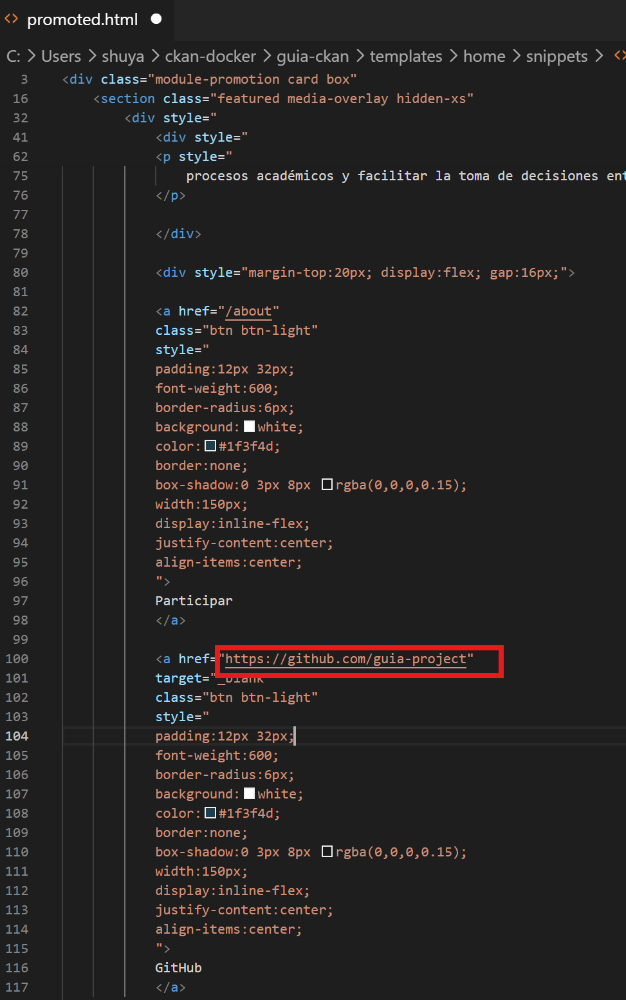 <> promoted.html
C: > Users > shuya > ckan-docker > guia-ckan > templates > home > snippets > <>
3 <div class="module-promotion card box"
16 <section class="featured media-overlay hidden-xs"
32 <div style="
41 <div style="
62 <p style="
75 procesos académicos y facilitar la toma de decisiones ent
76 </p>
77
78 </div>
79
80 <div style="margin-top:20px; display:flex; gap:16px;">
81
82 <a href="/about"
83 class="btn btn-light"
84 style="
85 padding:12px 32px;
86 font-weight:600;
87 border-radius:6px;
88 background:white;
89 color:#1f3f4d;
90 border:none;
91 box-shadow:0 3px 8px rgba(0,0,0,0.15);
92 width:150px;
93 display:inline-flex;
94 justify-content:center;
95 align-items:center;
96 ">
97 Participar
98 </a>
99
100 <a href="https://github.com/guia-project"
101 target="_blank
102 class="btn btn-light"
103 style="
104 padding:12px 32px;
105 font-weight:600;
106 border-radius:6px;
107 background:white;
108 color:#1f3f4d;
109 border:none;
110 box-shadow:0 3px 8px rgba(0,0,0,0.15);
111 width:150px;
112 display:inline-flex;
113 justify-content:center;
114 align-items:center;
115 ">
116 GitHub
117 </a>